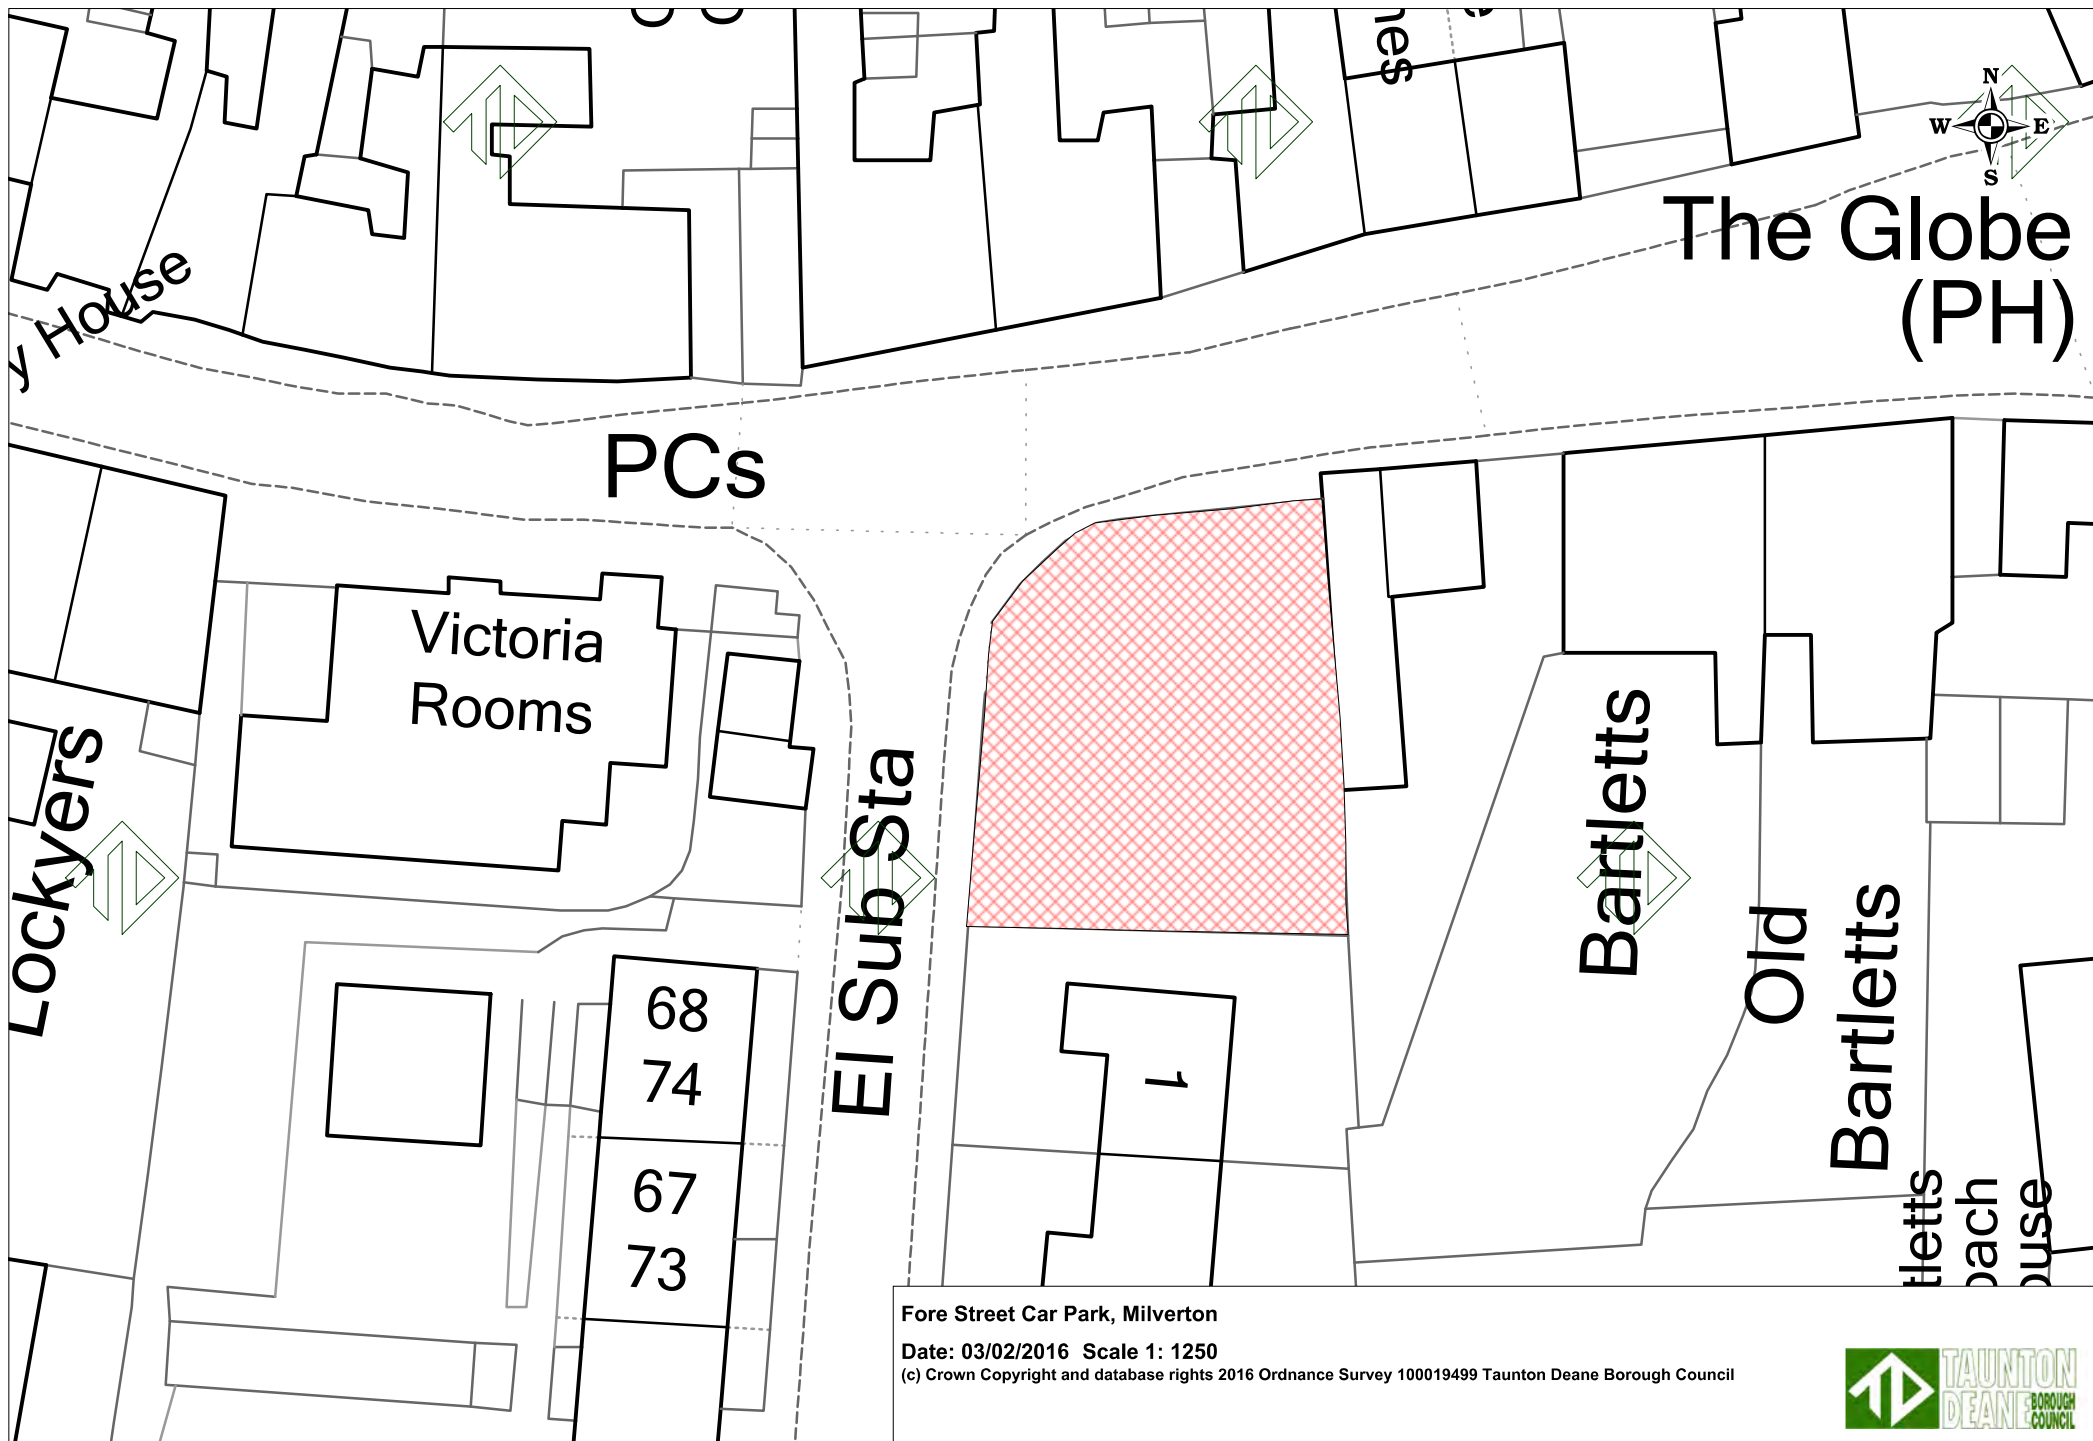 N
W E
S
The Globe
(PH)
y House
PCs
Victoria
Rooms
Lockyers
El Sub Sta
Bartletts
Old
Bartletts
68
74
1
67
73
Fore Street Car Park, Milverton
Date: 03/02/2016 Scale 1: 1250
(c) Crown Copyright and database rights 2016 Ordnance Survey 100019499 Taunton Deane Borough Council
TD TAUNTON
DEANE BOROUGH
COUNCIL